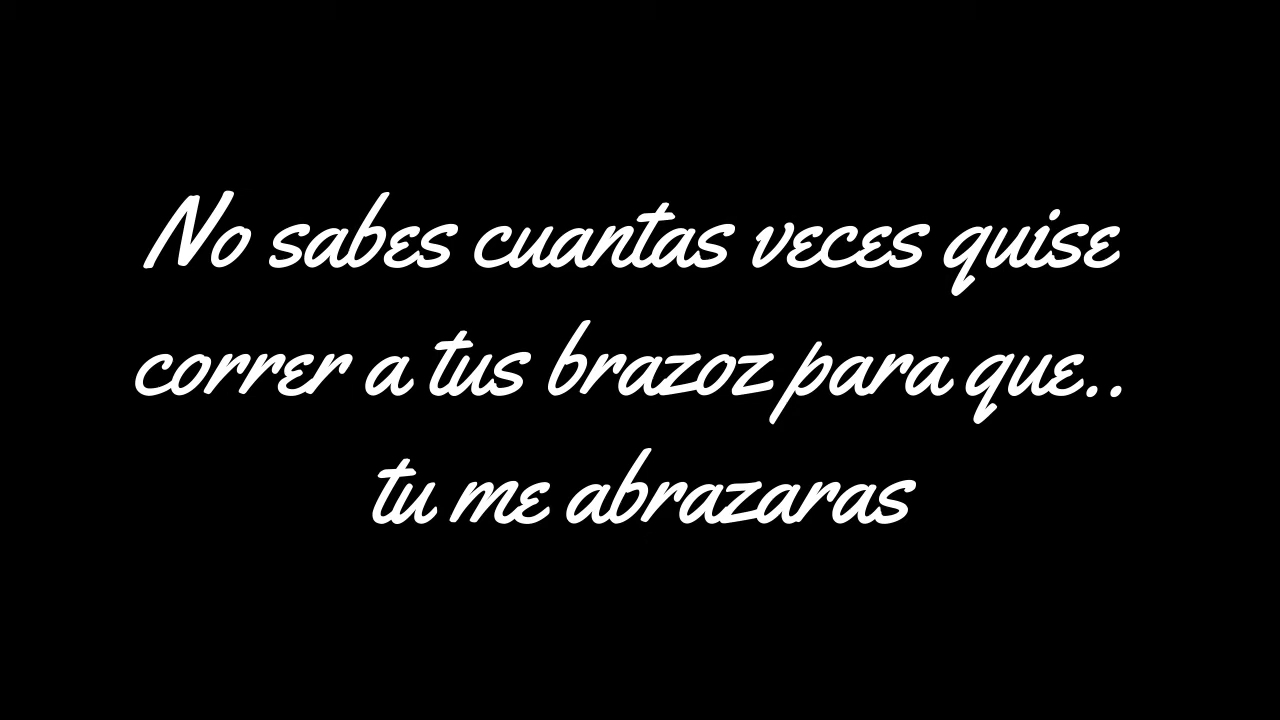 No sabes cuantas veces quise
correr a tus brazoz para que..
tu me abrazaras